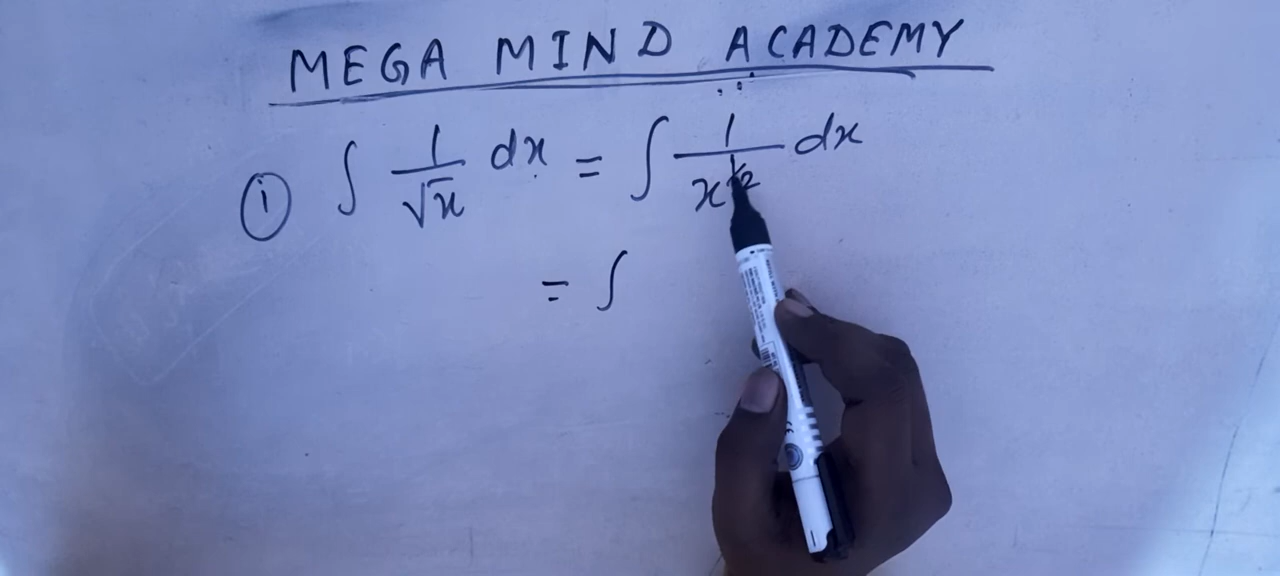 MEGA MIND ACADEMY
① ∫ 1/√x dx = ∫ 1/x^1/2 dx
= ∫